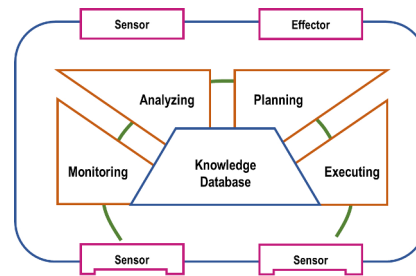 Sensor
Effector
Analyzing
Planning
Monitoring
Knowledge
Database
Executing
Sensor
Sensor